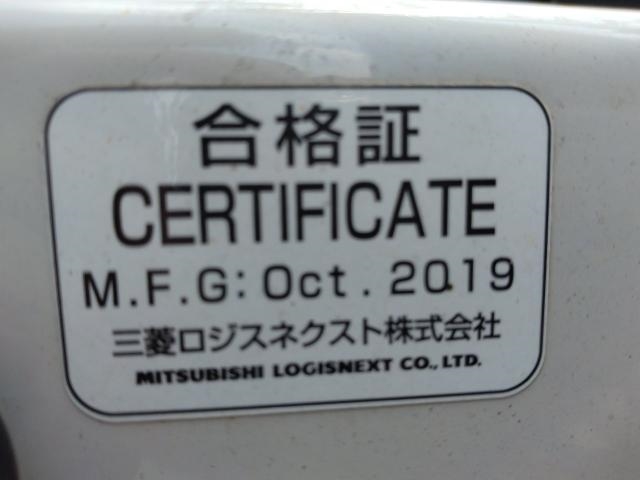 合格証
CERTIFICATE
M.F.G: Oct. 2019
三菱ロジスネクスト株式会社
MITSUBISHI LOGISNEXT CO., LTD.